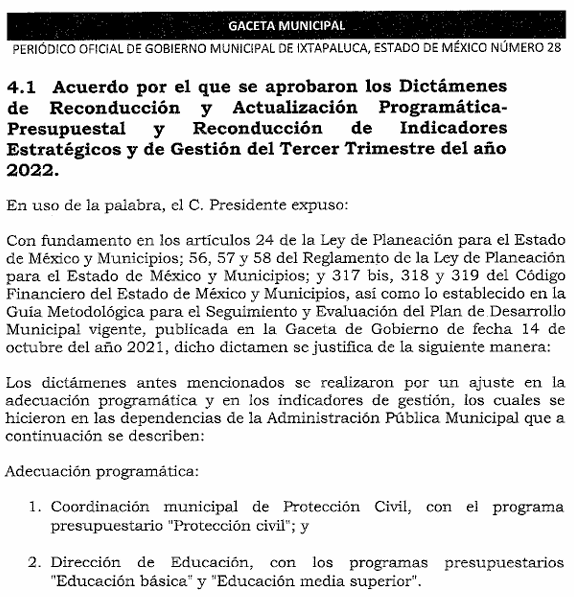 GACETA MUNICIPAL
PERIÓDICO OFICIAL DE GOBIERNO MUNICIPAL DE IXTAPALUCA, ESTADO DE MÉXICO NÚMERO 28
4.1 Acuerdo por el que se aprobaron los Dictámenes
de Reconducción y Actualización Programática-
Presupuestal y Reconducción de Indicadores
Estratégicos y de Gestión del Tercer Trimestre del año
2022.
En uso de la palabra, el C. Presidente expuso:
Con fundamento en los artículos 24 de la Ley de Planeación para el Estado
de México y Municipios; 56, 57 y 58 del Reglamento de la Ley de Planeación
para el Estado de México y Municipios; y 317 bis, 318 y 319 del Código
Financiero del Estado de México y Municipios, así como lo establecido en la
Guía Metodológica para el Seguimiento y Evaluación del Plan de Desarrollo
Municipal vigente, publicada en la Gaceta de Gobierno de fecha 14 de
octubre del año 2021, dicho dictamen se justifica de la siguiente manera:
Los dictámenes antes mencionados se realizaron por un ajuste en la
adecuación programática y en los indicadores de gestión, los cuales se
hicieron en las dependencias de la Administración Pública Municipal que a
continuación se describen:
Adecuación programática:
1. Coordinación municipal de Protección Civil, con el programa
presupuestario "Protección civil"; y
2. Dirección de Educación, con los programas presupuestarios
"Educación básica" y "Educación media superior".